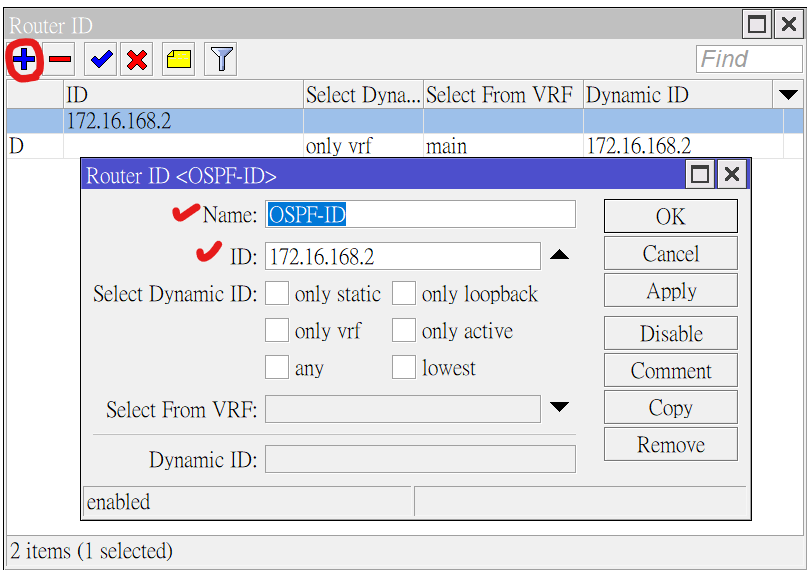 Router ID
Find
ID Select Dyna... Select From VRF Dynamic ID
172.16.168.2
D only vrf main 172.16.168.2
Router ID <OSPF-ID>
Name: OSPF-ID OK
ID: 172.16.168.2 Cancel
Select Dynamic ID: only static only loopback Apply
only vrf only active Disable
any lowest Comment
Select From VRF: Copy
Remove
Dynamic ID:
enabled
2 items (1 selected)